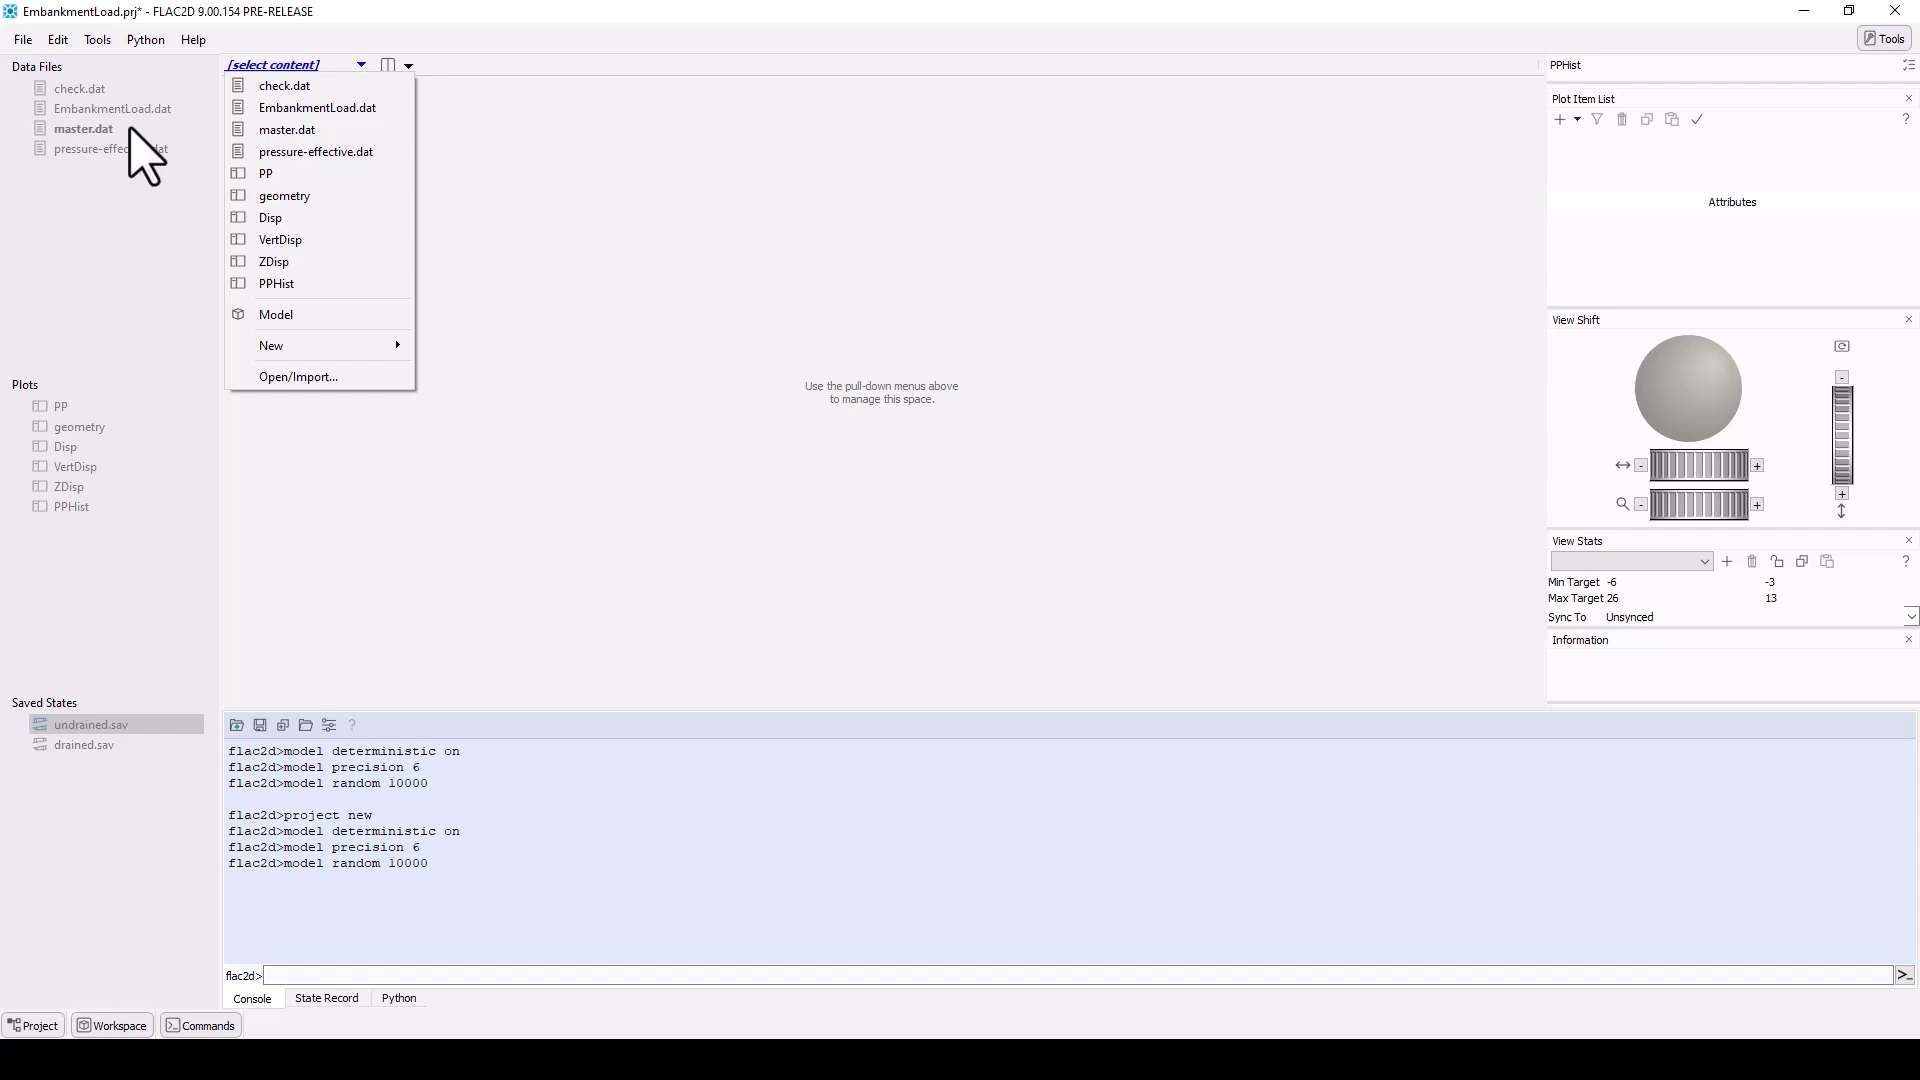 EmbankmentLoad.prj* - FLAC2D 9.00.154 PRE-RELEASE
File Edit Tools Python Help
Tools
Data Files
check.dat
EmbankmentLoad.dat
master.dat
pressure-effec at
[select content]
check.dat
EmbankmentLoad.dat
master.dat
pressure-effective.dat
PP
geometry
Disp
VertDisp
ZDisp
PPHist
Model
New
Open/Import...
Use the pull-down menus above
to manage this space.
Plots
PP
geometry
Disp
VertDisp
ZDisp
PPHist
Saved States
undrained.sav
drained.sav
PPHist
Plot Item List
?
Attributes
View Shift
- 
- +
- +
+
View Stats
?
Min Target -6 -3
Max Target 26 13
Sync To Unsynced
Information
?
flac2d>model deterministic on
flac2d>model precision 6
flac2d>model random 10000
flac2d>project new
flac2d>model deterministic on
flac2d>model precision 6
flac2d>model random 10000
flac2d>
Console State Record Python
Project Workspace Commands